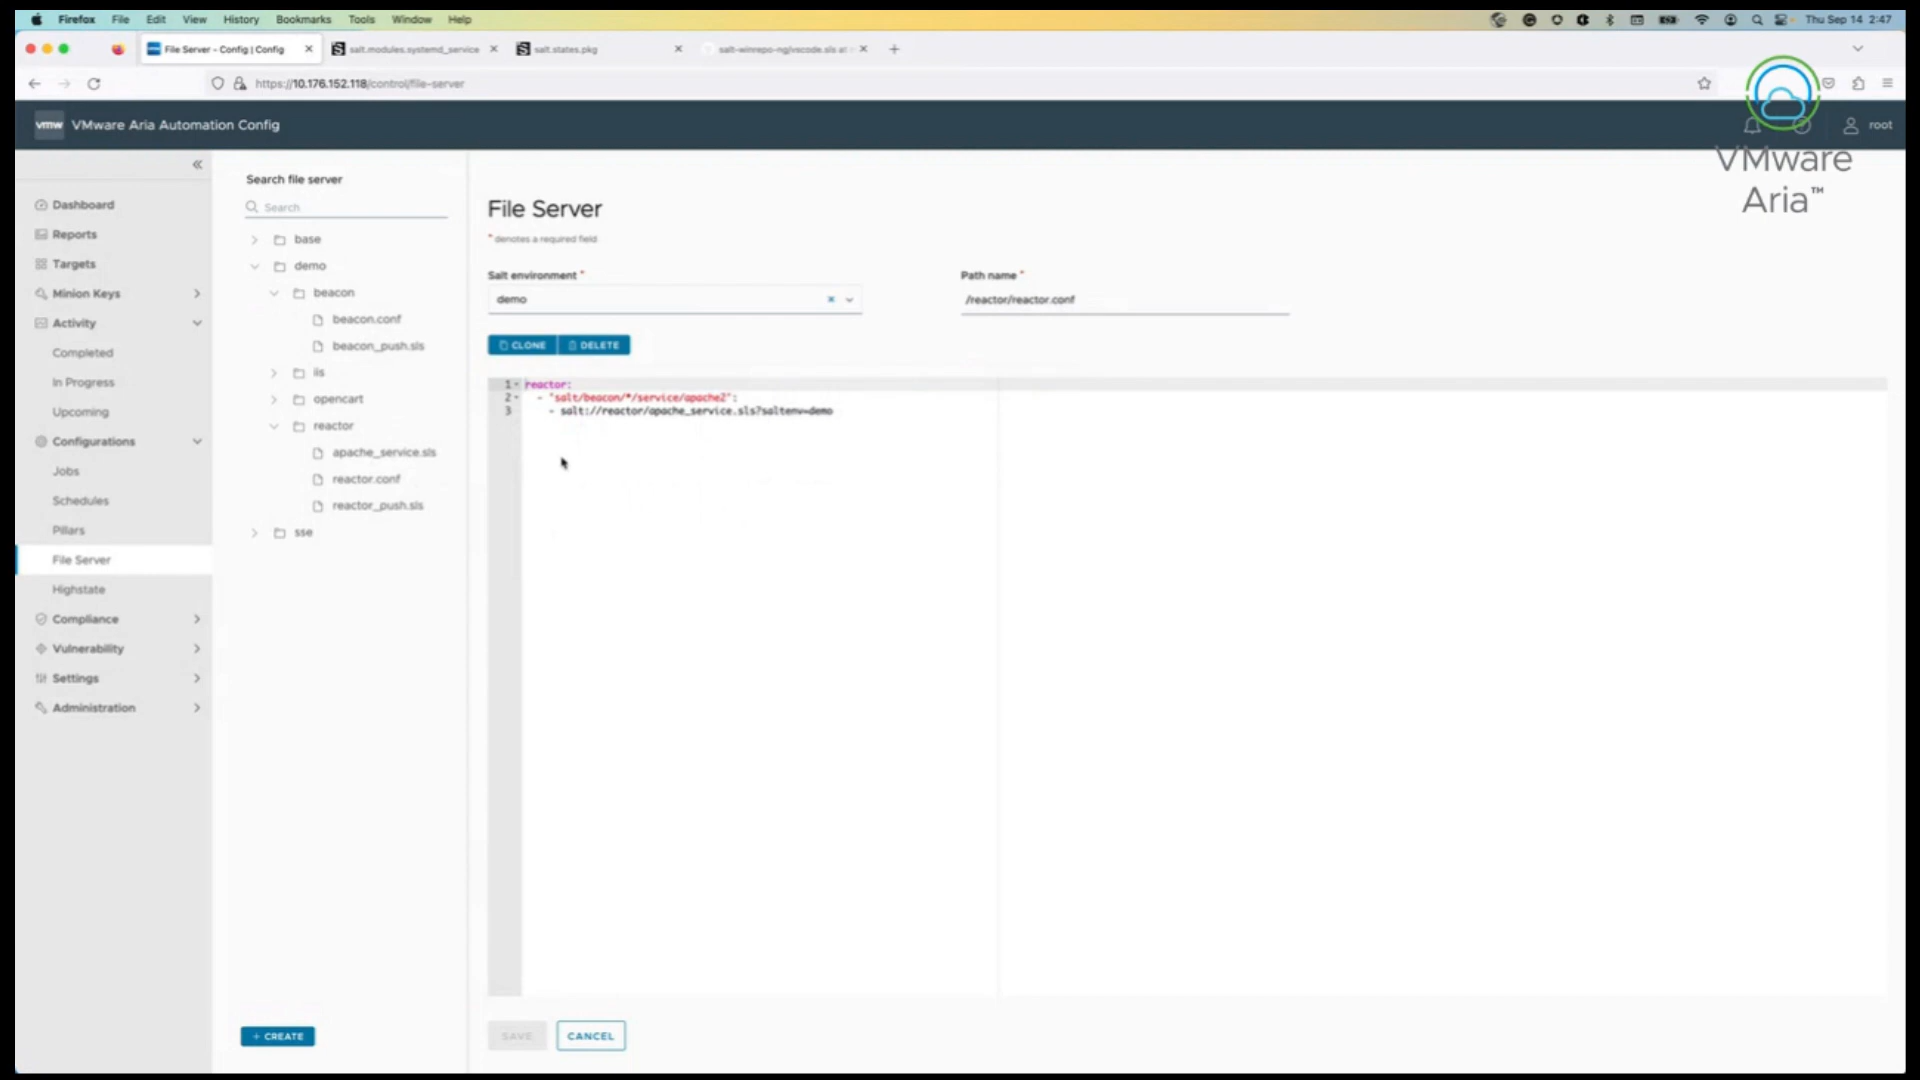 Firefox File Edit View History Bookmarks Tools Window Help
Thu Sep 14 2:47
File Server - Config | Config
salt.modules.systemd_service
salt.states.pkg
salt-winrepo-ng/vscode.sls at
https://10.176.152.118/control/file-server
vmw VMware Aria Automation Config
root
VMware
Aria™
Dashboard
Reports
Targets
Minion Keys
Activity
Completed
In Progress
Upcoming
Configurations
Jobs
Schedules
Pillars
File Server
Highstate
Compliance
Vulnerability
Settings
Administration
Search file server
Search
base
demo
beacon
beacon.conf
beacon_push.sls
iis
opencart
reactor
apache_service.sls
reactor.conf
reactor_push.sls
sse
+ CREATE
File Server
* denotes a required field
Salt environment *
demo
Path name *
/reactor/reactor.conf
CLONE
DELETE
1 reactor:
2 - 'salt/beacon/*/service/apache2':
3 - salt://reactor/apache_service.sls?saltenv=demo
SAVE
CANCEL